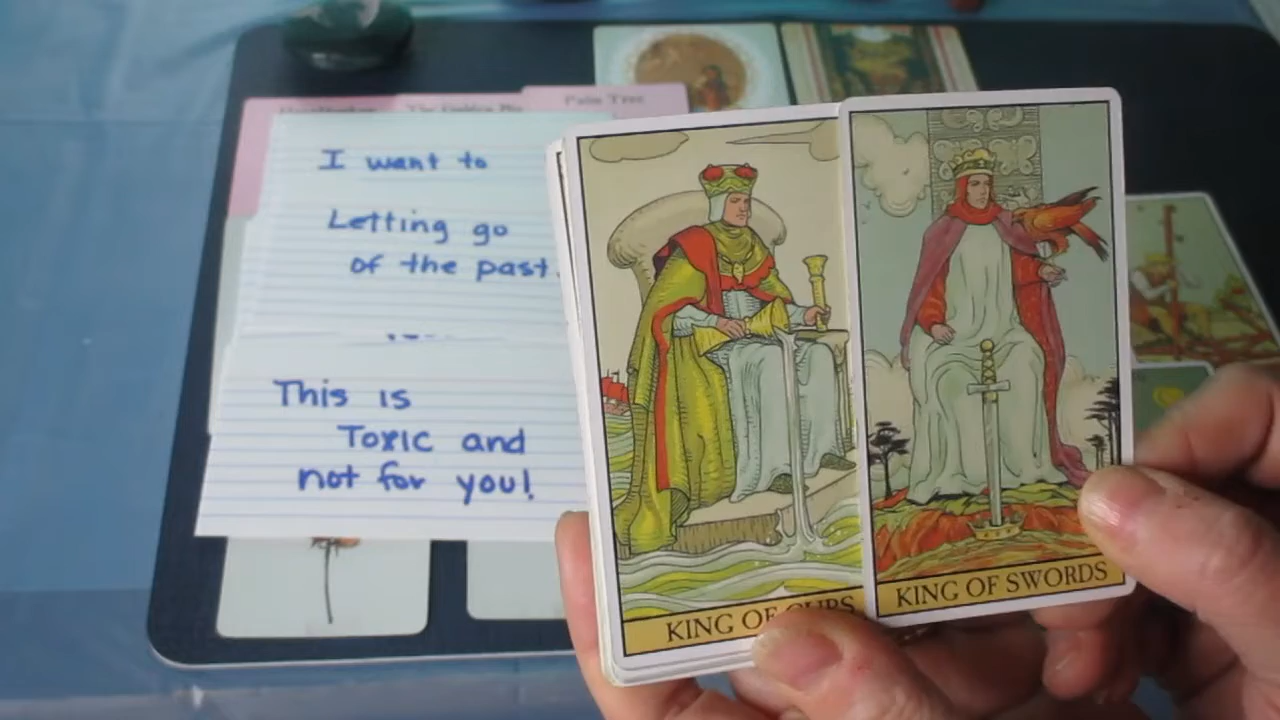 Palm Tree
I want to
Letting go
of the past.
This is
Toxic and
not for you!
KING OF CUPS
KING OF SWORDS